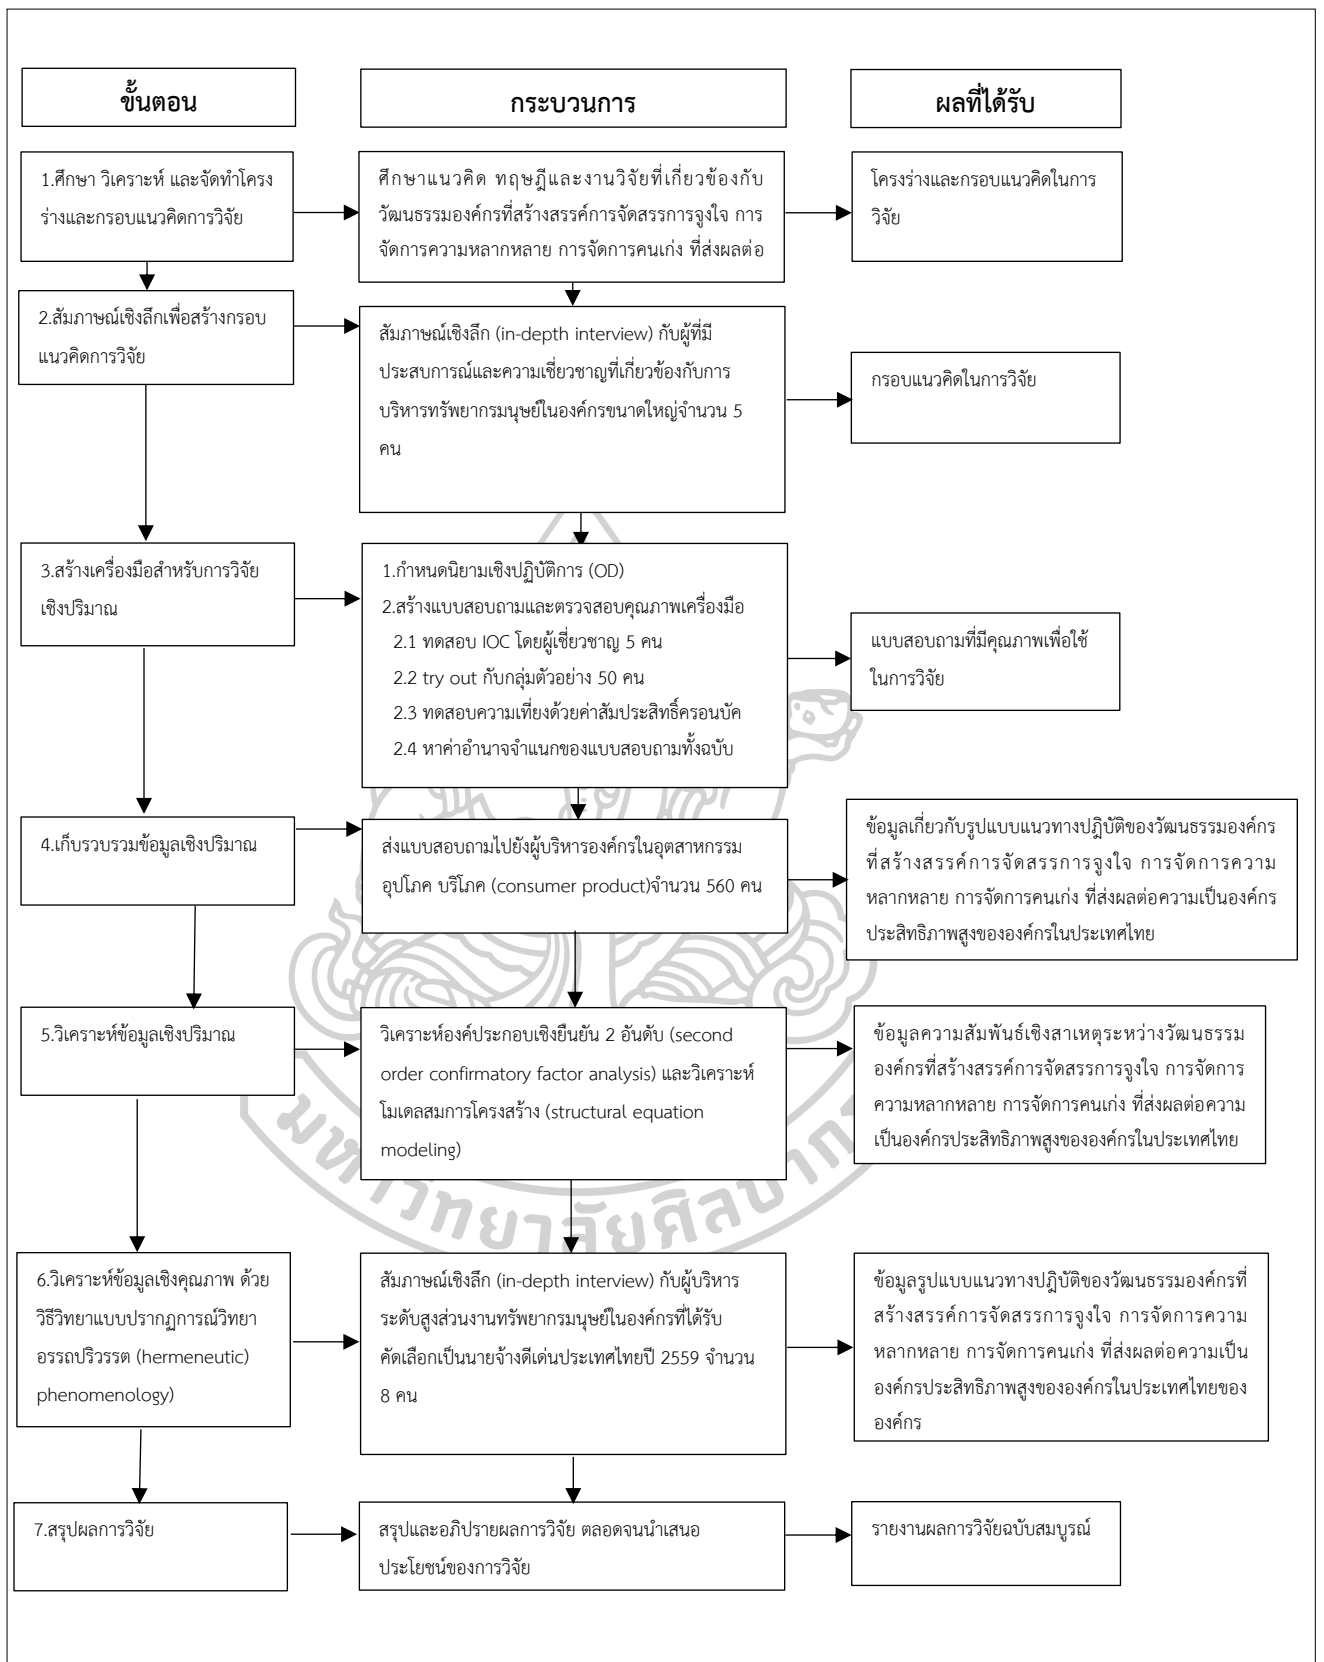 ขั้นตอน
กระบวนการ
ผลที่ได้รับ
1.ศึกษา วิเคราะห์ และจัดทำโครง
ร่างและกรอบแนวคิดการวิจัย
ศึกษาแนวคิด ทฤษฎีและงานวิจัยที่เกี่ยวข้องกับ
วัฒนธรรมองค์กรที่สร้างสรรค์การจัดสรรการจูงใจ การ
จัดการความหลากหลาย การจัดการคนเก่ง ที่ส่งผลต่อ
โครงร่างและกรอบแนวคิดในการ
วิจัย
2.สัมภาษณ์เชิงลึกเพื่อสร้างกรอบ
แนวคิดการวิจัย
สัมภาษณ์เชิงลึก (in-depth interview) กับผู้ที่มี
ประสบการณ์และความเชี่ยวชาญที่เกี่ยวข้องกับการ
บริหารทรัพยากรมนุษย์ในองค์กรขนาดใหญ่จำนวน 5
คน
กรอบแนวคิดในการวิจัย
3.สร้างเครื่องมือสำหรับการวิจัย
เชิงปริมาณ
1.กำหนดนิยามเชิงปฏิบัติการ (OD)
2.สร้างแบบสอบถามและตรวจสอบคุณภาพเครื่องมือ
2.1 ทดสอบ IOC โดยผู้เชี่ยวชาญ 5 คน
2.2 try out กับกลุ่มตัวอย่าง 50 คน
2.3 ทดสอบความเที่ยงด้วยค่าสัมประสิทธิ์ครอนบัค
2.4 หาค่าอำนาจจำแนกของแบบสอบถามทั้งฉบับ
แบบสอบถามที่มีคุณภาพเพื่อใช้
ในการวิจัย
4.เก็บรวบรวมข้อมูลเชิงปริมาณ
ส่งแบบสอบถามไปยังผู้บริหารองค์กรในอุตสาหกรรม
อุปโภค บริโภค (consumer product)จำนวน 560 คน
ข้อมูลเกี่ยวกับรูปแบบแนวทางปฎิบัติของวัฒนธรรมองค์กร
ที่สร้างสรรค์การจัดสรรการจูงใจ การจัดการความ
หลากหลาย การจัดการคนเก่ง ที่ส่งผลต่อความเป็นองค์กร
ประสิทธิภาพสูงขององค์กรในประเทศไทย
5.วิเคราะห์ข้อมูลเชิงปริมาณ
วิเคราะห์องค์ประกอบเชิงยืนยัน 2 อันดับ (second
order confirmatory factor analysis) และวิเคราะห์
โมเดลสมการโครงสร้าง (structural equation
modeling)
ข้อมูลความสัมพันธ์เชิงสาเหตุระหว่างวัฒนธรรม
องค์กรที่สร้างสรรค์การจัดสรรการจูงใจ การจัดการ
ความหลากหลาย การจัดการคนเก่ง ที่ส่งผลต่อความ
เป็นองค์กรประสิทธิภาพสูงขององค์กรในประเทศไทย
6.วิเคราะห์ข้อมูลเชิงคุณภาพ ด้วย
วิธีวิทยาแบบปรากฏการณ์วิทยา
อรรถปริวรรต (hermeneutic)
phenomenology)
สัมภาษณ์เชิงลึก (in-depth interview) กับผู้บริหาร
ระดับสูงส่วนงานทรัพยากรมนุษย์ในองค์กรที่ได้รับ
คัดเลือกเป็นนายจ้างดีเด่นประเทศไทยปี 2559 จำนวน
8 คน
ข้อมูลรูปแบบแนวทางปฎิบัติของวัฒนธรรมองค์กรที่
สร้างสรรค์การจัดสรรการจูงใจ การจัดการความ
หลากหลาย การจัดการคนเก่ง ที่ส่งผลต่อความเป็น
องค์กรประสิทธิภาพสูงขององค์กรในประเทศไทยของ
องค์กร
7.สรุปผลการวิจัย
สรุปและอภิปรายผลการวิจัย ตลอดจนนำเสนอ
ประโยชน์ของการวิจัย
รายงานผลการวิจัยฉบับสมบูรณ์
มหาวิทยาลัยศิลปากร